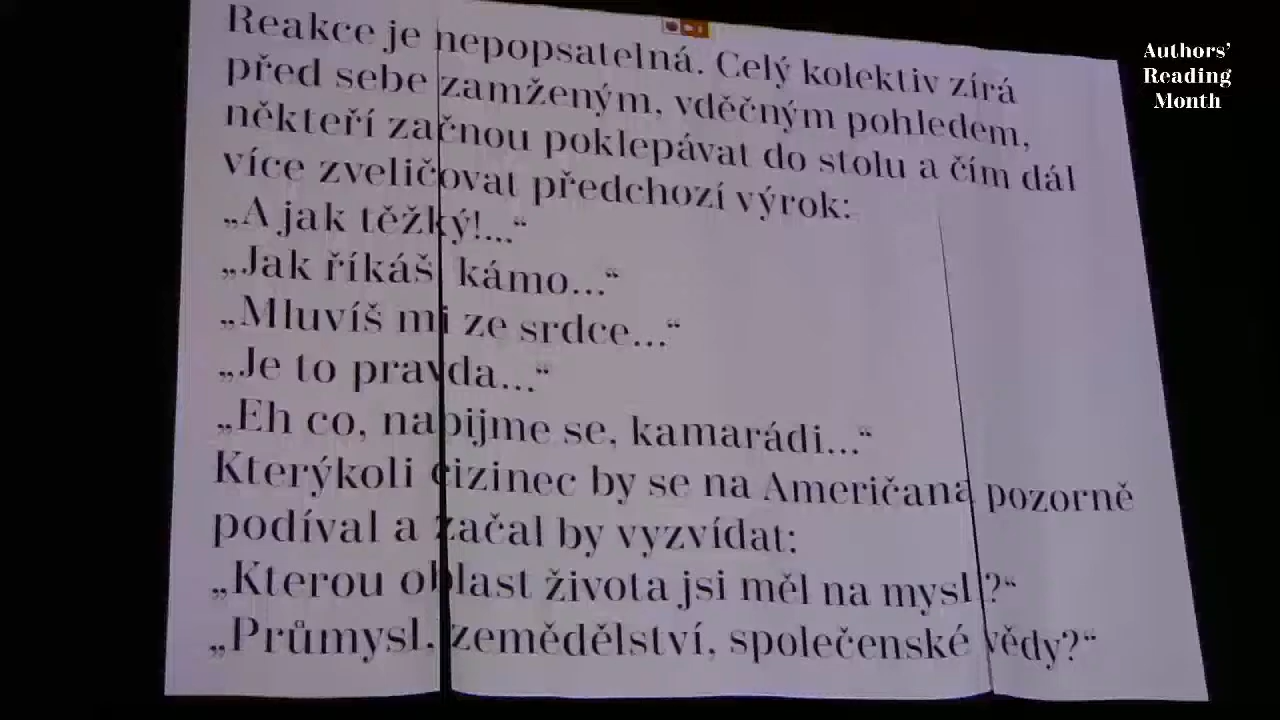 Reakce je nepopsatelná. Celý kolektiv zírá
před sebe zamženým, vděčným pohledem,
někteří začnou poklepávat do stolu a čím dál
více zveličovat předchozí výrok:
„A jak těžký!...“
„Jak říkáš, kámo...“
„Mluvíš mi ze srdce...“
„Je to pravda...“
„Eh co, napijme se, kamarádi...“
Kterýkoli cizinec by se na Američana pozorně
podíval a začal by vyzvídat:
„Kterou oblast života jsi měl na mysli?“
„Průmysl, zemědělství, společenské vědy?“
Authors’
Reading
Month